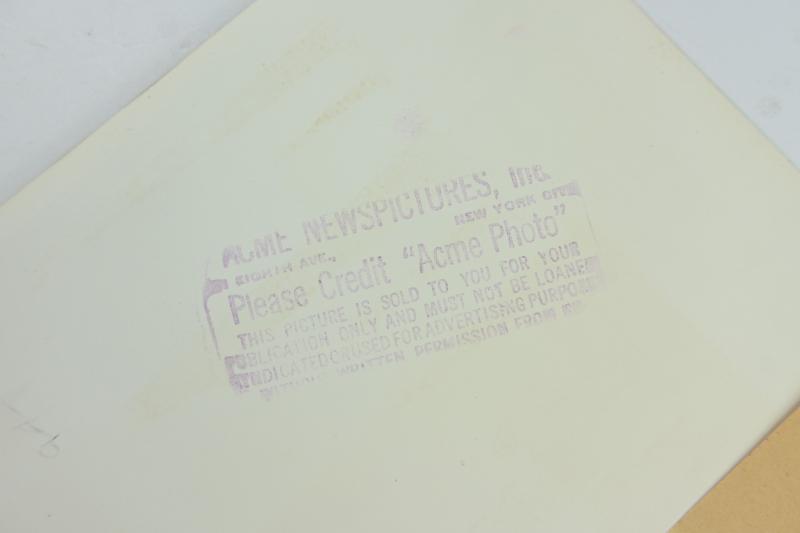 ACME NEWSPICTURES, Inc.
EIGHTH AVE., NEW YORK CITY
Please Credit "Acme Photo"
THIS PICTURE IS SOLD TO YOU FOR YOUR
PUBLICATION ONLY AND MUST NOT BE LOANED
SYNDICATED OR USED FOR ADVERTISING PURPOSES
WITHOUT WRITTEN PERMISSION FROM